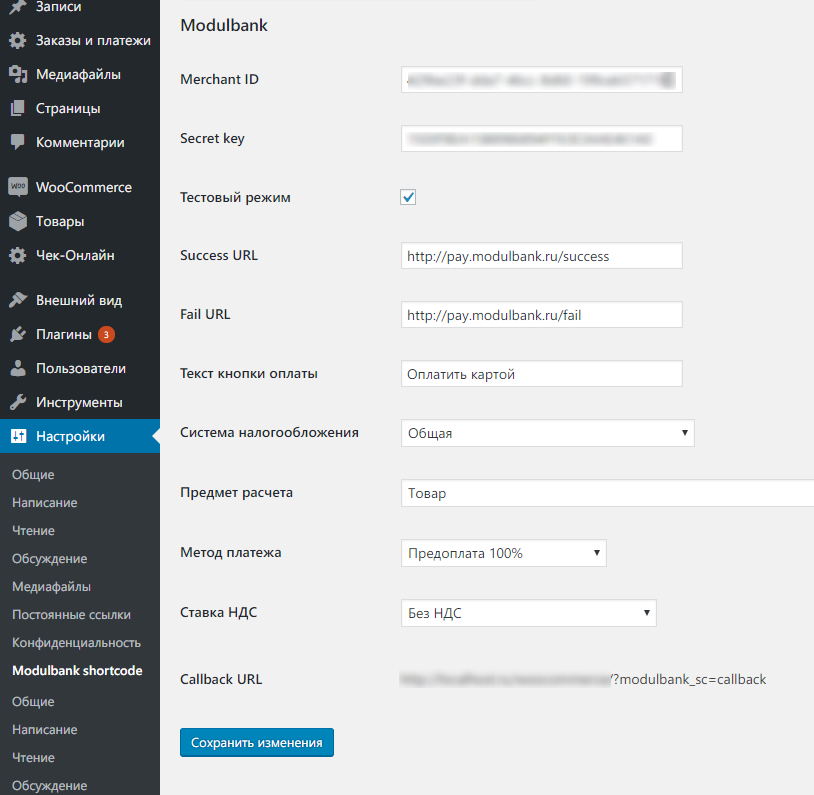 Записи
Заказы и платежи
Медиафайлы
Страницы
Комментарии
woo
WooCommerce
Товары
Чек-Онлайн
Внешний вид
Плагины 3
Пользователи
Инструменты
Настройки
Общие
Написание
Чтение
Обсуждение
Медиафайлы
Постоянные ссылки
Конфиденциальность
Modulbank shortcode
Общие
Написание
Чтение
Обсуждение
Modulbank
Merchant ID
Secret key
Тестовый режим
Success URL http://pay.modulbank.ru/success
Fail URL http://pay.modulbank.ru/fail
Текст кнопки оплаты Оплатить картой
Система налогообложения Общая
Предмет расчета Товар
Метод платежа Предоплата 100%
Ставка НДС Без НДС
Callback URL /?modulbank_sc=callback
Сохранить изменения